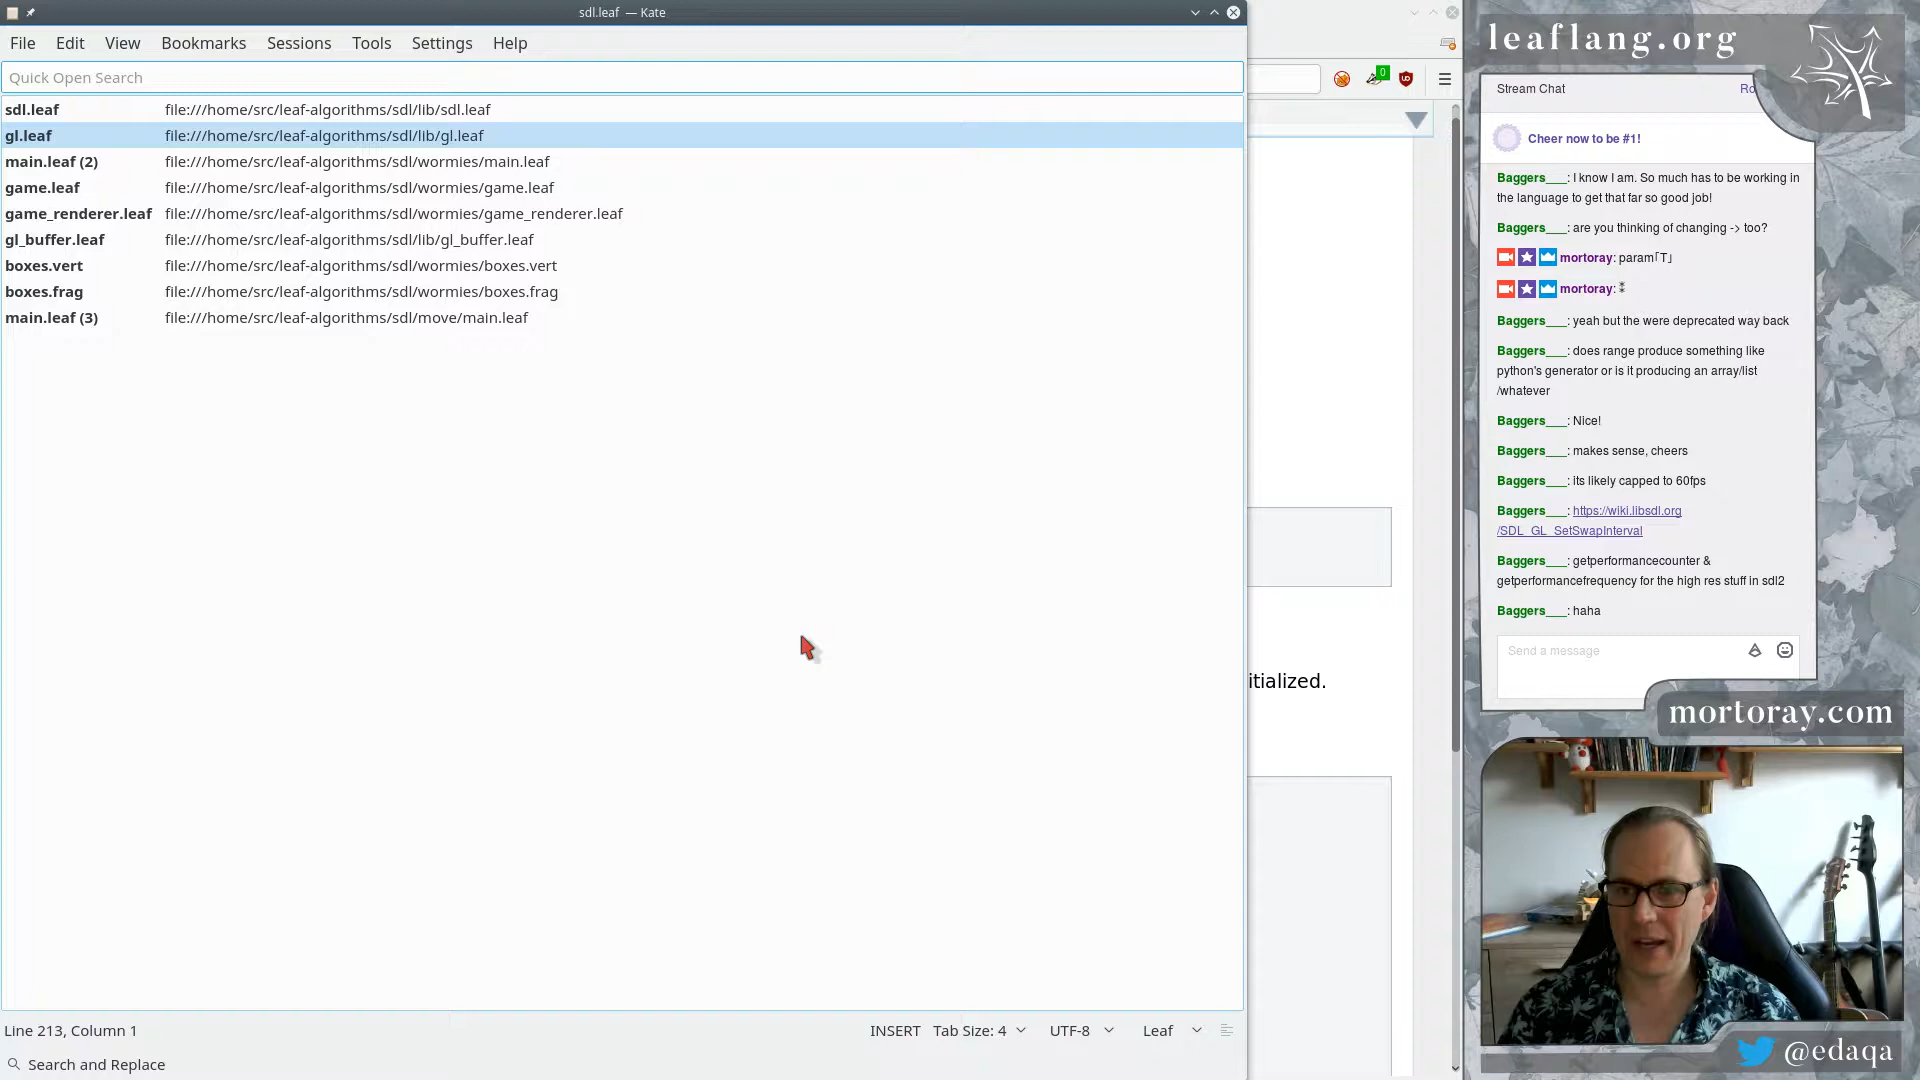 sdl.leaf — Kate
File Edit View Bookmarks Sessions Tools Settings Help
Quick Open Search
sdl.leaf file:///home/src/leaf-algorithms/sdl/lib/sdl.leaf
gl.leaf file:///home/src/leaf-algorithms/sdl/lib/gl.leaf
main.leaf (2) file:///home/src/leaf-algorithms/sdl/wormies/main.leaf
game.leaf file:///home/src/leaf-algorithms/sdl/wormies/game.leaf
game_renderer.leaf file:///home/src/leaf-algorithms/sdl/wormies/game_renderer.leaf
gl_buffer.leaf file:///home/src/leaf-algorithms/sdl/lib/gl_buffer.leaf
boxes.vert file:///home/src/leaf-algorithms/sdl/wormies/boxes.vert
boxes.frag file:///home/src/leaf-algorithms/sdl/wormies/boxes.frag
main.leaf (3) file:///home/src/leaf-algorithms/sdl/move/main.leaf
Line 213, Column 1 INSERT Tab Size: 4 UTF-8 Leaf
Search and Replace
0
itialized.
leaflang.org
Stream Chat Ro
Cheer now to be #1!
Baggers___: I know I am. So much has to be working in
the language to get that far so good job!
Baggers___: are you thinking of changing -> too?
mortoray: param｢T｣
mortoray: ⁑
Baggers___: yeah but the were deprecated way back
Baggers___: does range produce something like
python's generator or is it producing an array/list
/whatever
Baggers___: Nice!
Baggers___: makes sense, cheers
Baggers___: its likely capped to 60fps
Baggers___: https://wiki.libsdl.org
/SDL_GL_SetSwapInterval
Baggers___: getperformancecounter &
getperformancefrequency for the high res stuff in sdl2
Baggers___: haha
Send a message
mortoray.com
@edaqa